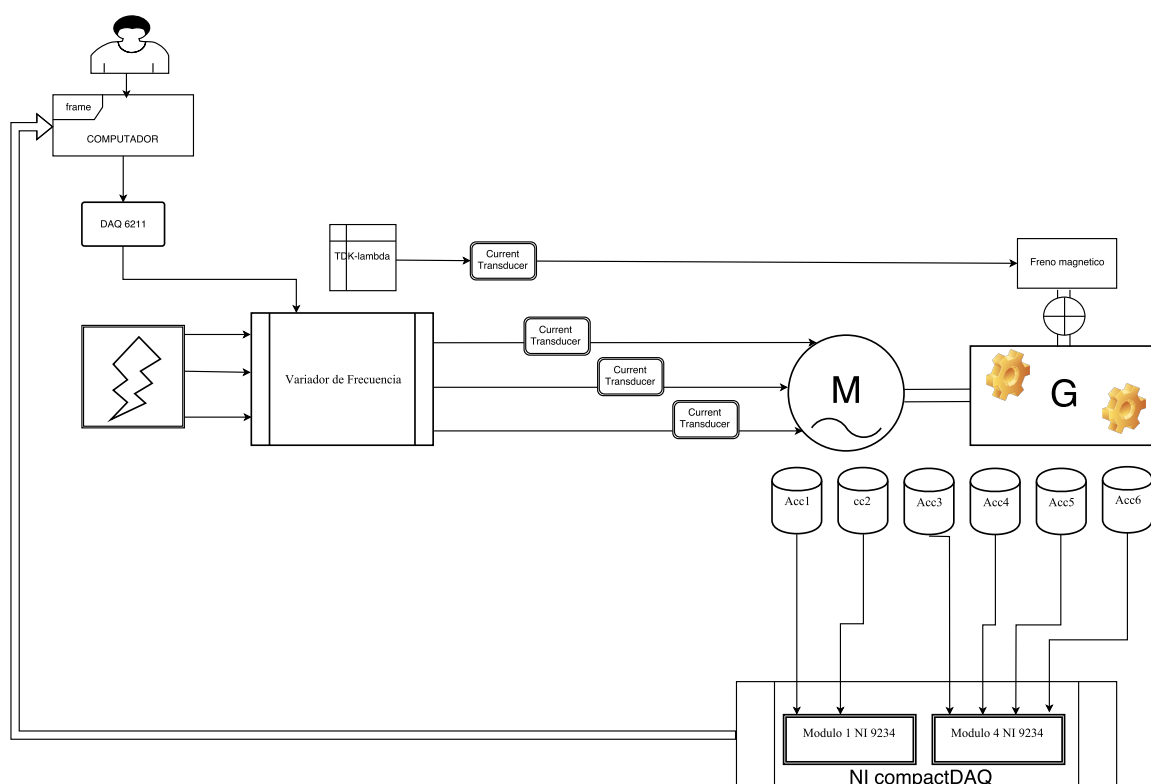 frame
COMPUTADOR
DAQ 6211
TDK-lambda
Current
Transducer
Freno magnetico
Variador de Frecuencia
Current
Transducer
Current
Transducer
Current
Transducer
M
G
Acc1
cc2
Acc3
Acc4
Acc5
Acc6
Modulo 1 NI 9234
Modulo 4 NI 9234
NI compactDAQ